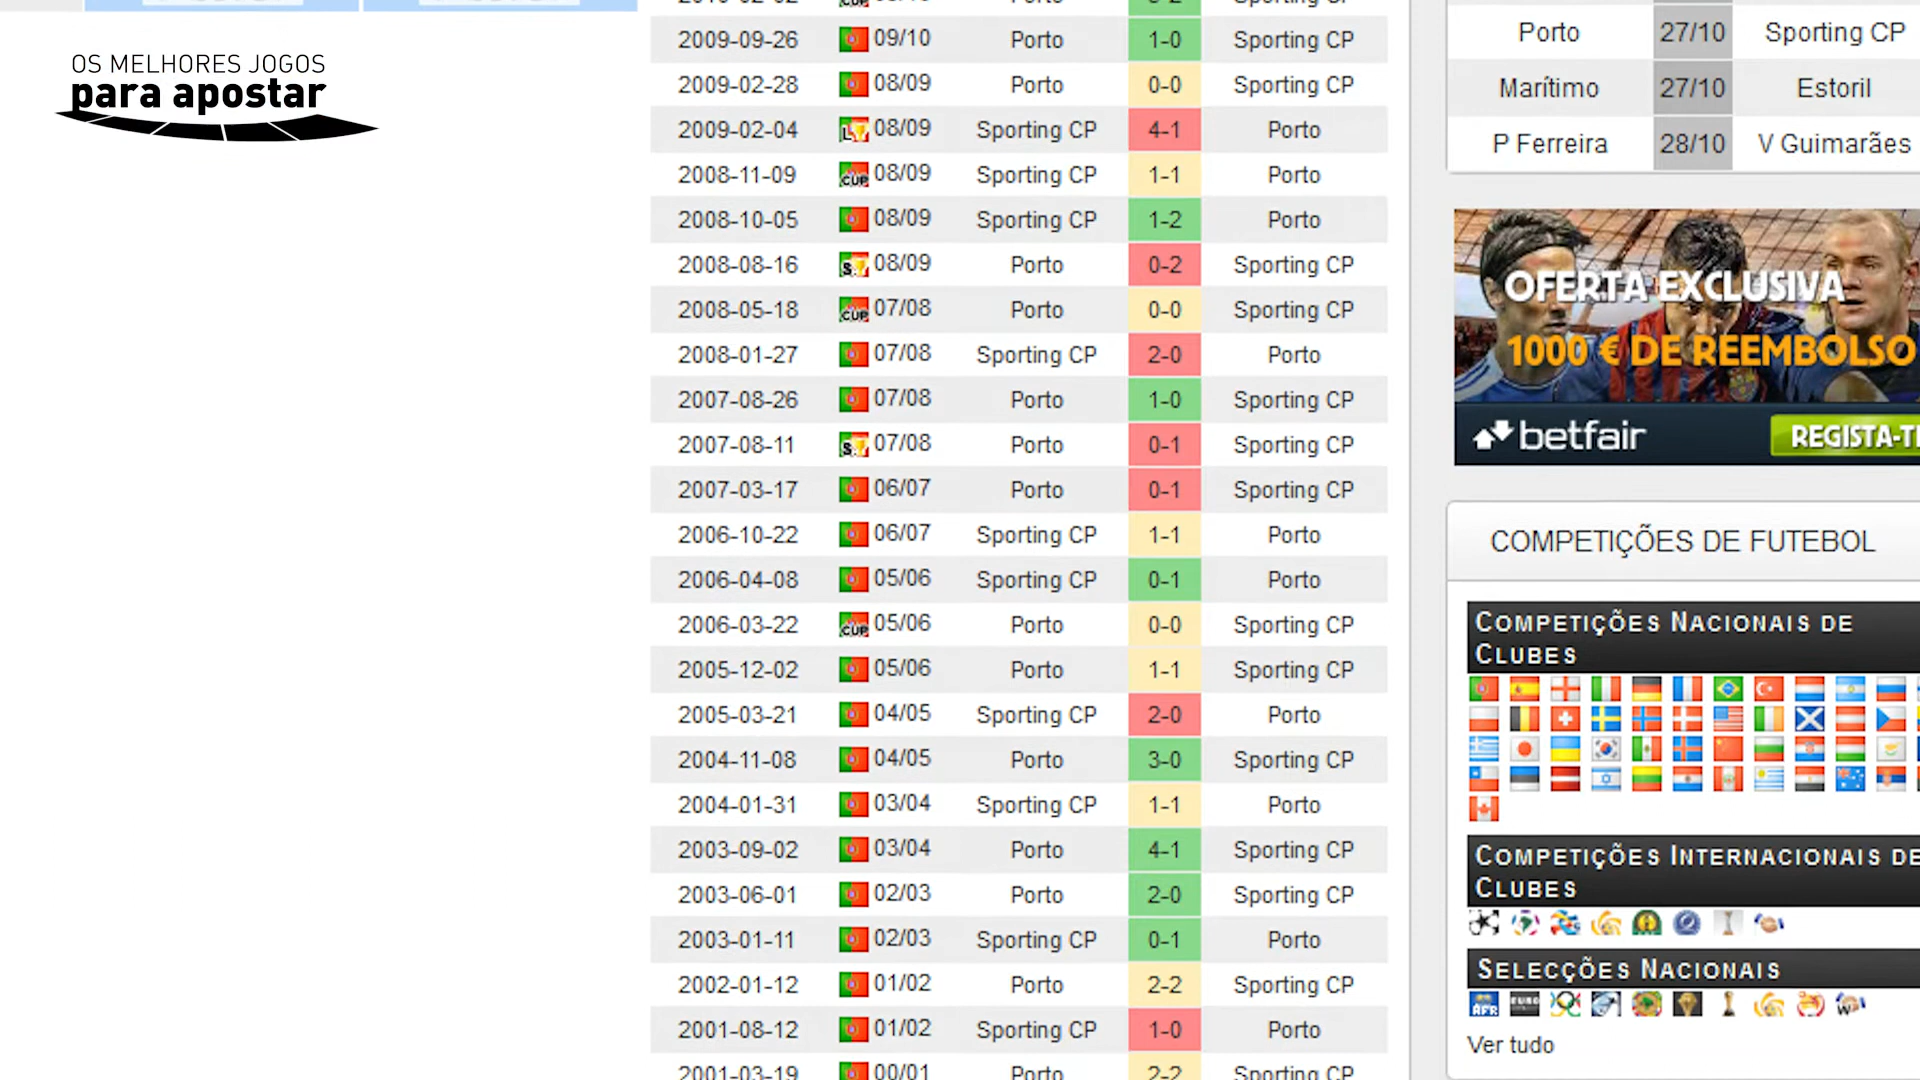 OS MELHORES JOGOS
para apostar
2009-09-26 09/10 Porto 1-0 Sporting CP
2009-02-28 08/09 Porto 0-0 Sporting CP
2009-02-04 08/09 Sporting CP 4-1 Porto
2008-11-09 CUP 08/09 Sporting CP 1-1 Porto
2008-10-05 08/09 Sporting CP 1-2 Porto
2008-08-16 08/09 Porto 0-2 Sporting CP
2008-05-18 CUP 07/08 Porto 0-0 Sporting CP
2008-01-27 07/08 Sporting CP 2-0 Porto
2007-08-26 07/08 Porto 1-0 Sporting CP
2007-08-11 07/08 Porto 0-1 Sporting CP
2007-03-17 06/07 Porto 0-1 Sporting CP
2006-10-22 06/07 Sporting CP 1-1 Porto
2006-04-08 05/06 Sporting CP 0-1 Porto
2006-03-22 CUP 05/06 Porto 0-0 Sporting CP
2005-12-02 05/06 Porto 1-1 Sporting CP
2005-03-21 04/05 Sporting CP 2-0 Porto
2004-11-08 04/05 Porto 3-0 Sporting CP
2004-01-31 03/04 Sporting CP 1-1 Porto
2003-09-02 03/04 Porto 4-1 Sporting CP
2003-06-01 02/03 Porto 2-0 Sporting CP
2003-01-11 02/03 Sporting CP 0-1 Porto
2002-01-12 01/02 Porto 2-2 Sporting CP
2001-08-12 01/02 Sporting CP 1-0 Porto
2001-03-19 00/01 Porto 2-2 Sporting CP
Porto 27/10 Sporting CP
Marítimo 27/10 Estoril
P Ferreira 28/10 V Guimarães
OFERTA EXCLUSIVA
1000 € DE REEMBOLSO
betfair REGISTA-T
COMPETIÇÕES DE FUTEBOL
COMPETIÇÕES NACIONAIS DE
CLUBES
COMPETIÇÕES INTERNACIONAIS DE
CLUBES
SELECÇÕES NACIONAIS
Ver tudo